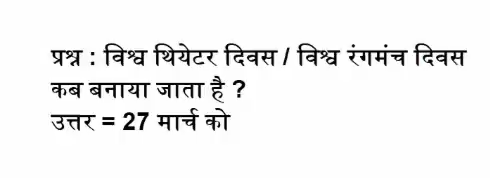 प्रश्न : विश्व थियेटर दिवस / विश्व रंगमंच दिवस
कब बनाया जाता है ?
उत्तर = 27 मार्च को